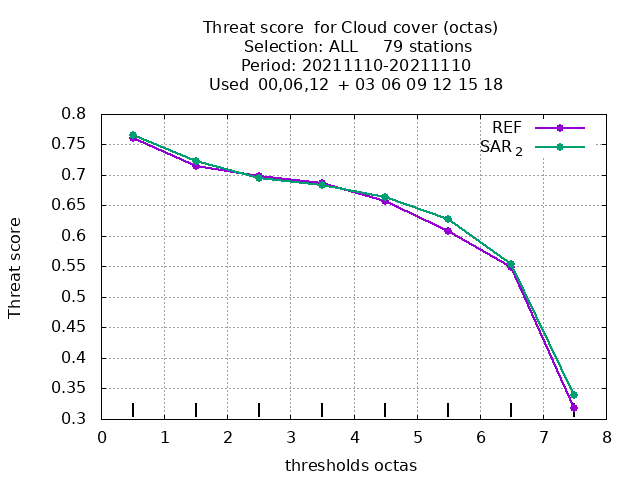 Threat score  for Cloud cover (octas)
Selection: ALL     79 stations
Period: 20211110-20211110
Used  00,06,12  + 03 06 09 12 15 18
REF
SAR 2
0.8
0.75
0.7
0.65
0.6
0.55
0.5
0.45
0.4
0.35
0.3
Threat score
0 1 2 3 4 5 6 7 8
thresholds octas